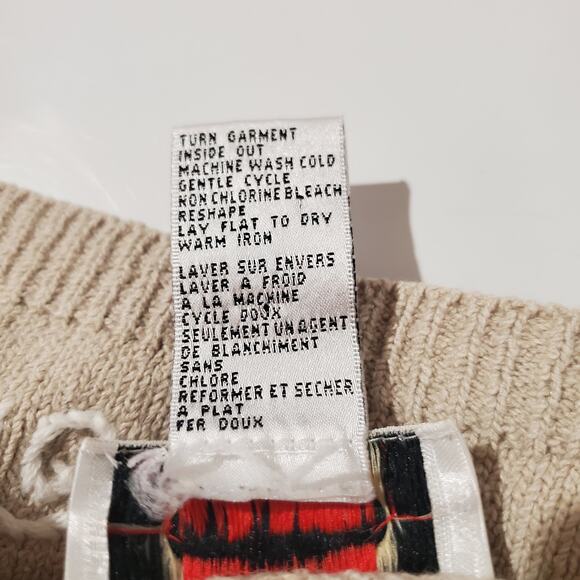 TURN GARMENT
INSIDE OUT
MACHINE WASH COLD
GENTLE CYCLE
NON CHLORINE BLEACH
RESHAPE
LAY FLAT TO DRY
WARM IRON
LAVER SUR ENVERS
LAVER A FROID
A LA MACHINE
CYCLE DOUX
SEULEMENT UN AGENT
DE BLANCHIMENT
SANS
CHLORE
REFORMER ET SECHER
A PLAT
FER DOUX